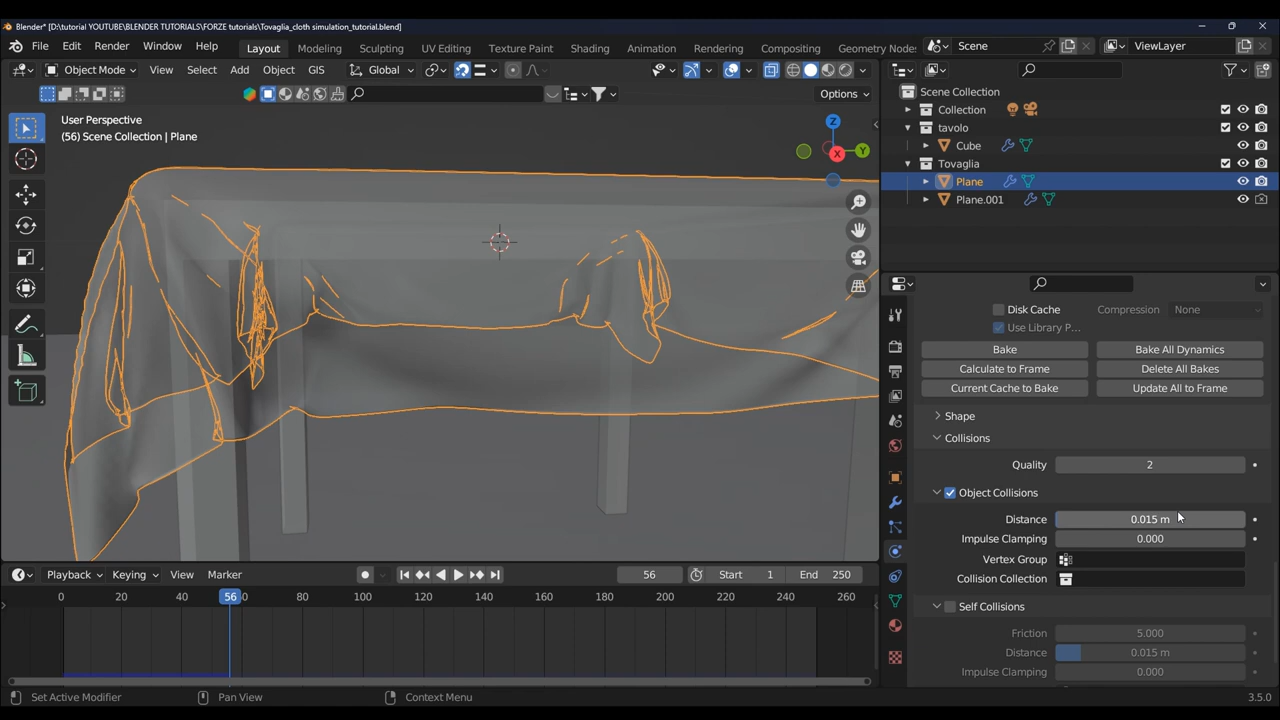 Blender* [D:\tutorial YOUTUBE\BLENDER TUTORIALS\FORZE tutorials\Tovaglia_cloth simulation_tutorial.blend]
File Edit Render Window Help Layout Modeling Sculpting UV Editing Texture Paint Shading Animation Rendering Compositing Geometry Node: Scene ViewLayer
Object Mode View Select Add Object GIS Global
Options
User Perspective
(56) Scene Collection | Plane
Z
Y
X
Scene Collection
Collection
tavolo
Cube
Tovaglia
Plane
Plane.001
Disk Cache Compression None
Use Library P...
Bake Bake All Dynamics
Calculate to Frame Delete All Bakes
Current Cache to Bake Update All to Frame
Shape
Collisions
Quality 2
Object Collisions
Distance 0.015 m
Impulse Clamping 0.000
Vertex Group
Collision Collection
Self Collisions
Friction 5.000
Distance 0.015 m
Impulse Clamping 0.000
Playback Keying View Marker 56 Start 1 End 250
0 20 40 56 80 100 120 140 160 180 200 220 240 260
Set Active Modifier Pan View Context Menu 3.5.0